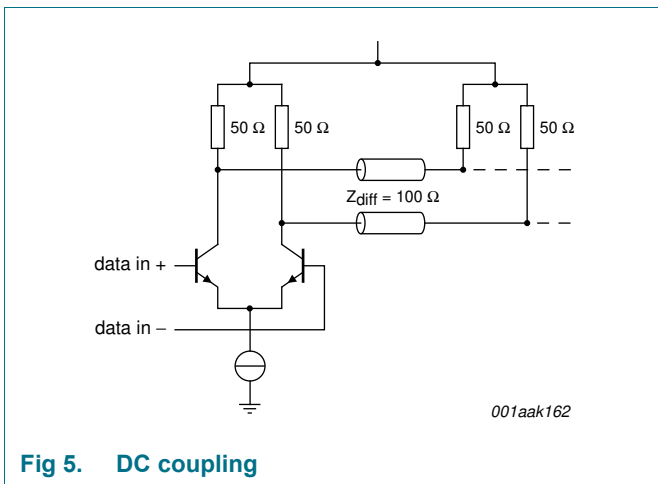 50 Ω 50 Ω 50 Ω 50 Ω
Zdiff = 100 Ω
data in +
data in −
001aak162
Fig 5. DC coupling